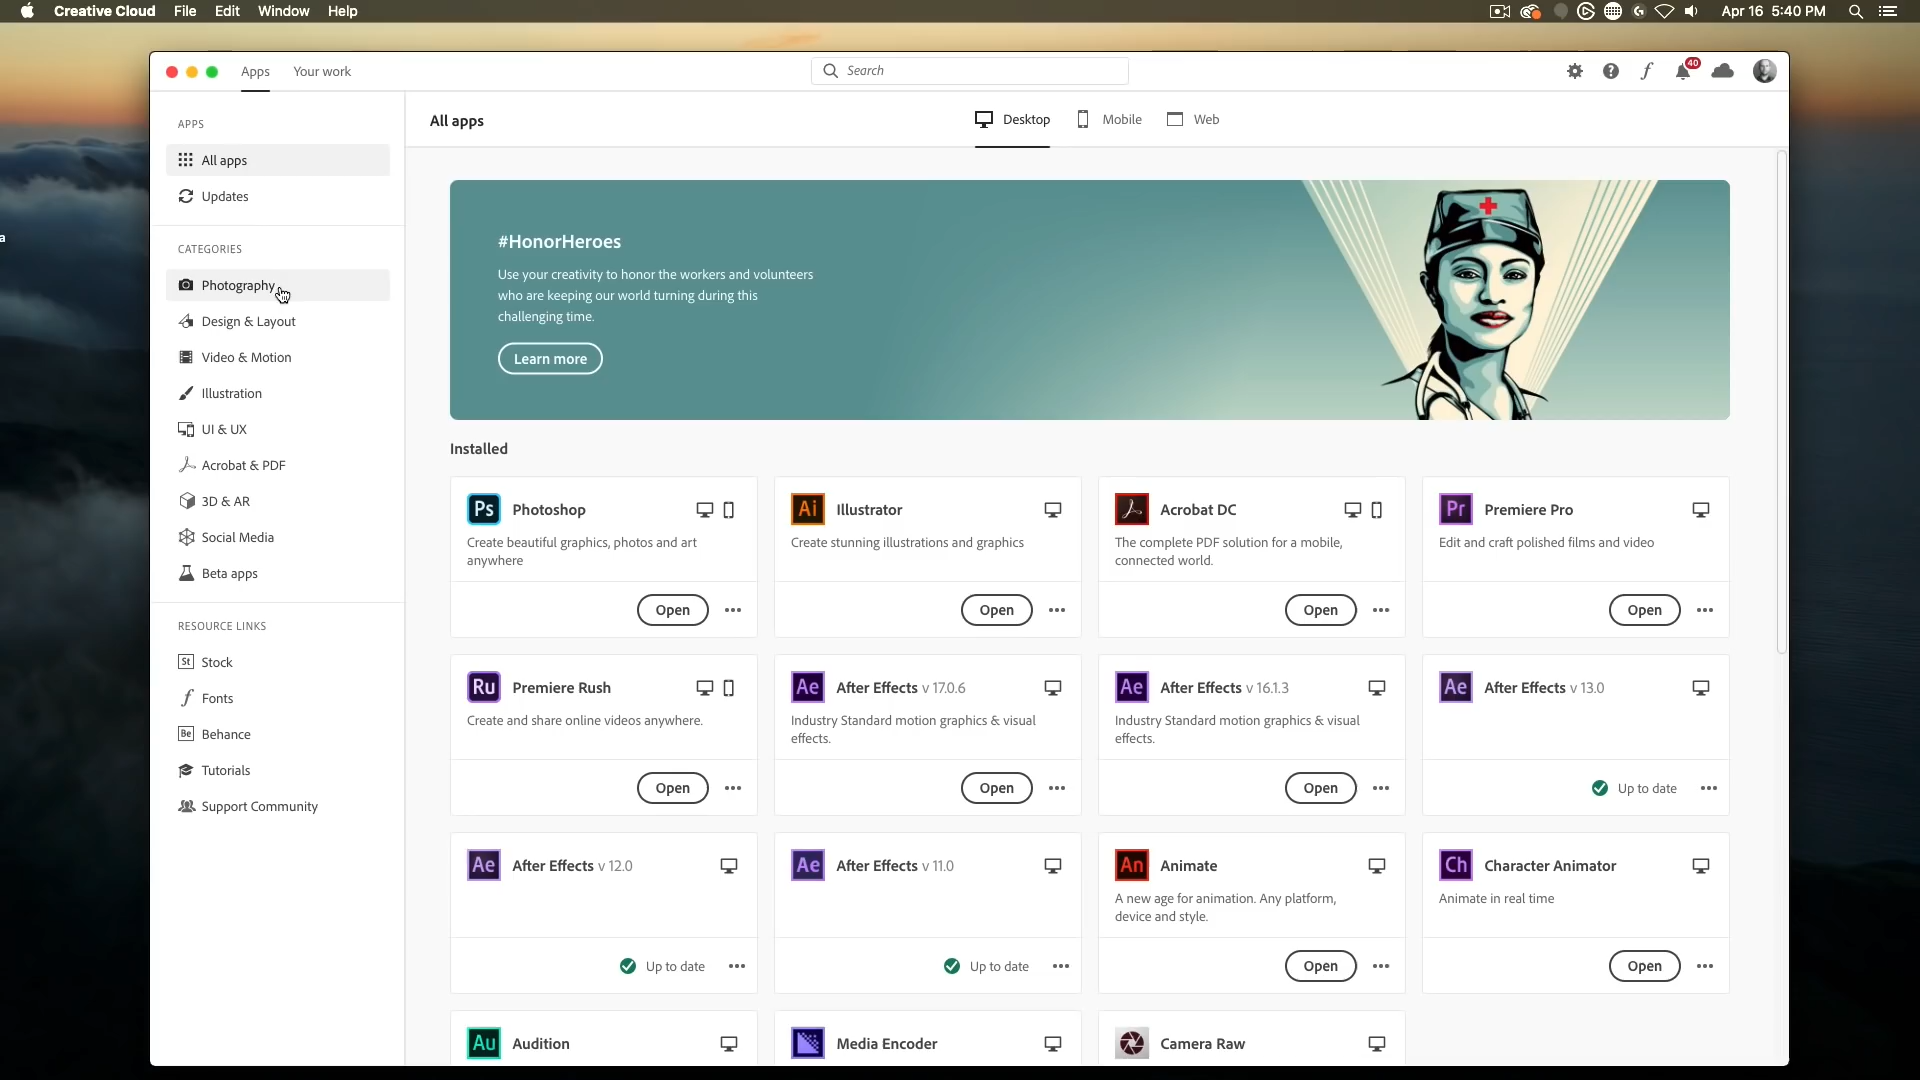 Creative Cloud File Edit Window Help
Apr 16 5:40 PM
Apps Your work
Search
40
APPS
All apps
Updates
CATEGORIES
Photography
Design & Layout
Video & Motion
Illustration
UI & UX
Acrobat & PDF
3D & AR
Social Media
Beta apps
RESOURCE LINKS
St Stock
Fonts
Be Behance
Tutorials
Support Community
a
All apps
Desktop Mobile Web
#HonorHeroes
Use your creativity to honor the workers and volunteers
who are keeping our world turning during this
challenging time.
Learn more
Installed
Ps Photoshop
Create beautiful graphics, photos and art
anywhere
Open
Ai Illustrator
Create stunning illustrations and graphics
Open
Acrobat DC
The complete PDF solution for a mobile,
connected world.
Open
Pr Premiere Pro
Edit and craft polished films and video
Open
Ru Premiere Rush
Create and share online videos anywhere.
Open
Ae After Effects v 17.0.6
Industry Standard motion graphics & visual
effects.
Open
Ae After Effects v 16.1.3
Industry Standard motion graphics & visual
effects.
Open
Ae After Effects v 13.0
Up to date
Ae After Effects v 12.0
Up to date
Ae After Effects v 11.0
Up to date
An Animate
A new age for animation. Any platform,
device and style.
Open
Ch Character Animator
Animate in real time
Open
Au Audition
Media Encoder
Camera Raw